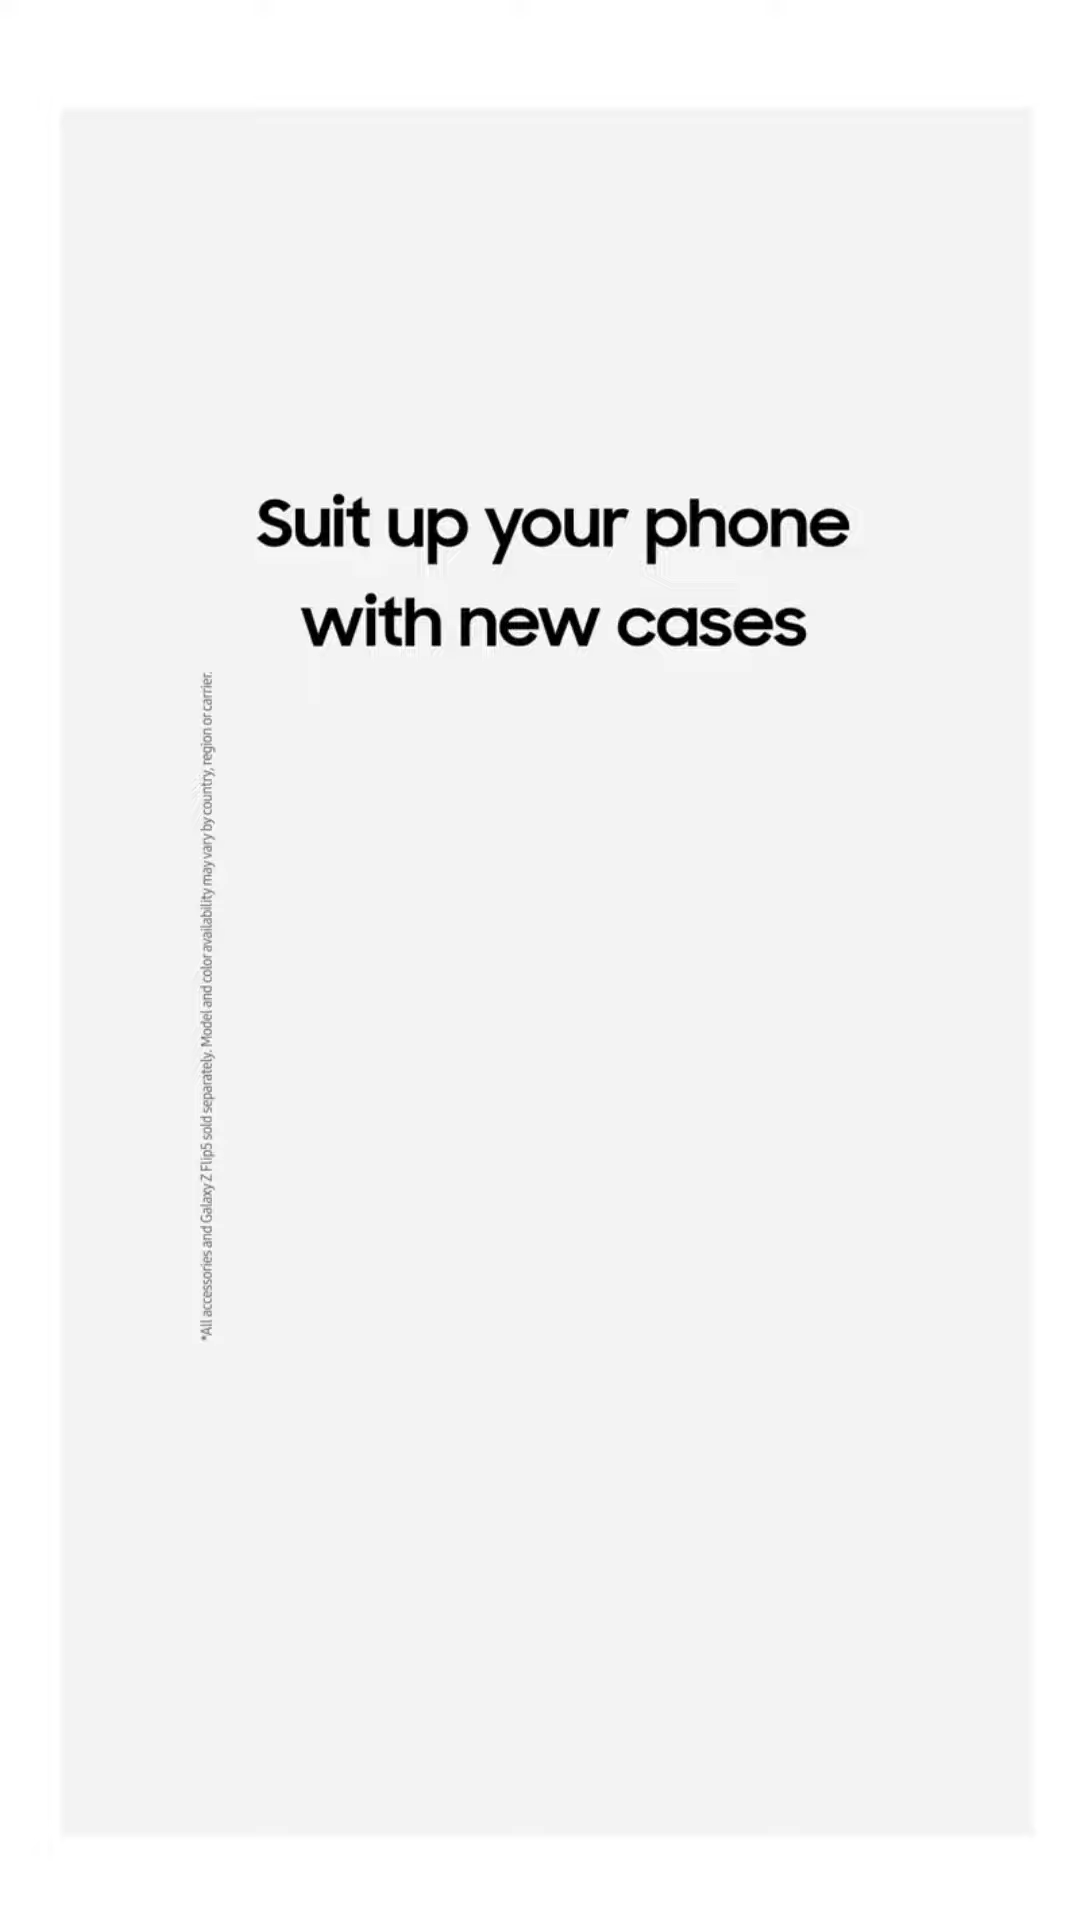 Suit up your phone
with new cases
*All accessories and Galaxy Z Flip5 sold separately. Model and color availability may vary by country, region or carrier.